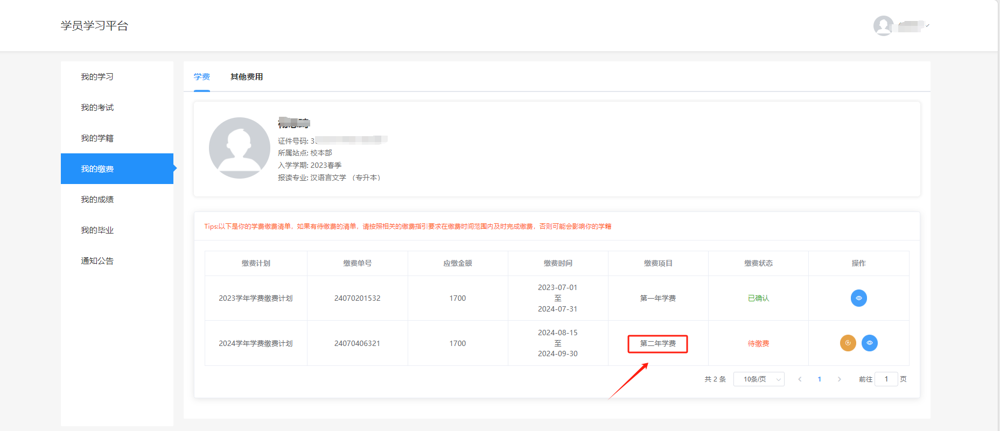 学员学习平台
我的学习
我的考试
我的学籍
我的缴费
我的成绩
我的毕业
通知公告
学费 其他费用
证件号码: 3
所属站点: 校本部
入学学期: 2023春季
报读专业: 汉语言文学 （专升本）
Tips:以下是你的学费缴费清单，如果有待缴费的清单，请按照相关的缴费指引要求在缴费时间范围内及时完成缴费，否则可能会影响你的学籍
缴费计划 缴费单号 应缴金额 缴费时间 缴费项目 缴费状态 操作
2023学年学费缴费计划 24070201532 1700 2023-07-01 至 2024-07-31 第一年学费 已确认
2024学年学费缴费计划 24070406321 1700 2024-08-15 至 2024-09-30 第二年学费 待缴费
共 2 条 10条/页 1 前往 1 页